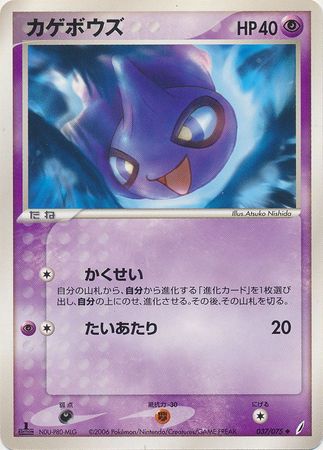 カゲボウズ HP40
Illus.Atsuko Nishida
たね
かくせい
自分の山札から、自分から進化する「進化カード」を1枚選び
出し、自分の上にのせ、進化させる。その後、その山札を切る。
たいあたり 20
弱点 抵抗力 -30 にげる
1
NDU-P80-MLG ©2006 Pokémon/Nintendo/Creatures/GAME FREAK 037/075